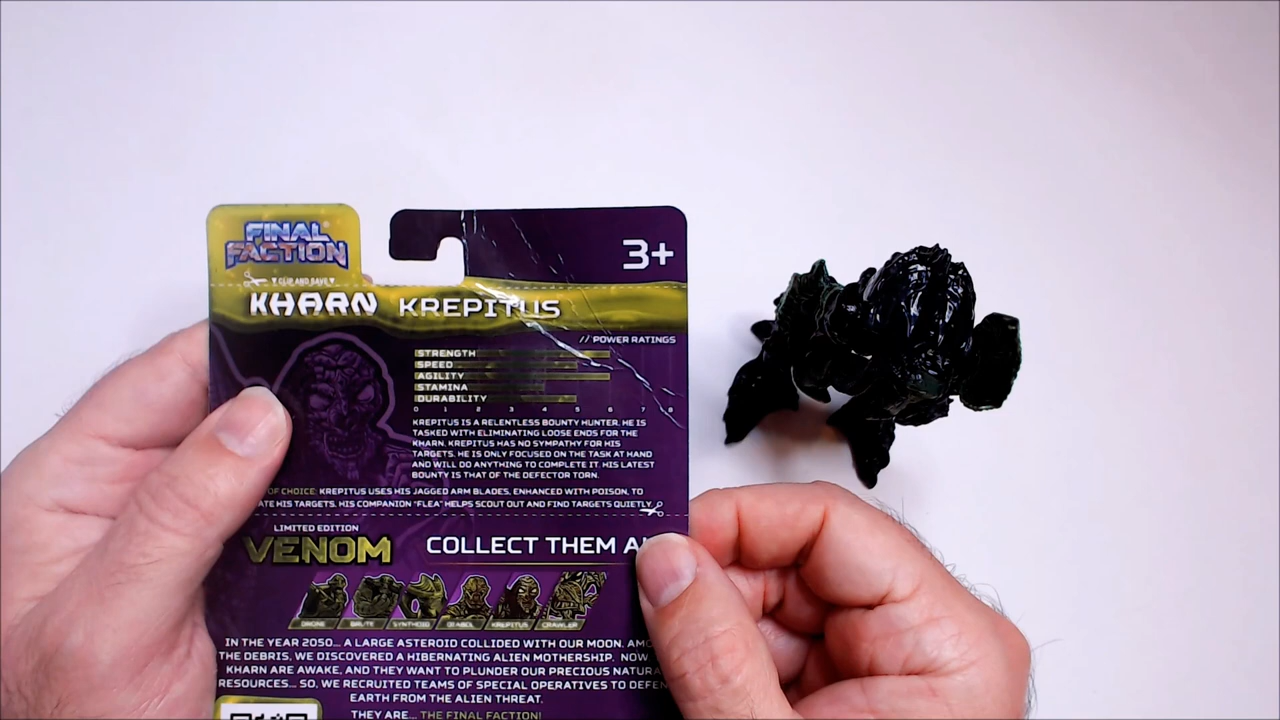 FINAL
FACTION
3+
▼ CLIP AND SAVE ▼
KHARN KREPITUS
// POWER RATINGS
STRENGTH
SPEED
AGILITY
STAMINA
DURABILITY
0 1 2 3 4 5 6 7 8
KREPITUS IS A RELENTLESS BOUNTY HUNTER. HE IS
TASKED WITH ELIMINATING LOOSE ENDS FOR THE
KHARN. KREPITUS HAS NO SYMPATHY FOR HIS
TARGETS. HE IS ONLY FOCUSED ON THE TASK AT HAND
AND WILL DO ANYTHING TO COMPLETE IT. HIS LATEST
BOUNTY IS THAT OF THE DEFECTOR TORN.
OF CHOICE: KREPITUS USES HIS JAGGED ARM BLADES, ENHANCED WITH POISON, TO
HIS TARGETS. HIS COMPANION "FLEA" HELPS SCOUT OUT AND FIND TARGETS QUIETLY.
LIMITED EDITION
VENOM
COLLECT THEM
DRONE BRUTE SYNTHOID DIABOL KREPITUS CRAWLER
IN THE YEAR 2050... A LARGE ASTEROID COLLIDED WITH OUR MOON.
THE DEBRIS, WE DISCOVERED A HIBERNATING ALIEN MOTHERSHIP. NOW
KHARN ARE AWAKE, AND THEY WANT TO PLUNDER OUR PRECIOUS
RESOURCES... SO, WE RECRUITED TEAMS OF SPECIAL OPERATIVES TO
EARTH FROM THE ALIEN THREAT.
THEY ARE... THE FINAL FACTION!